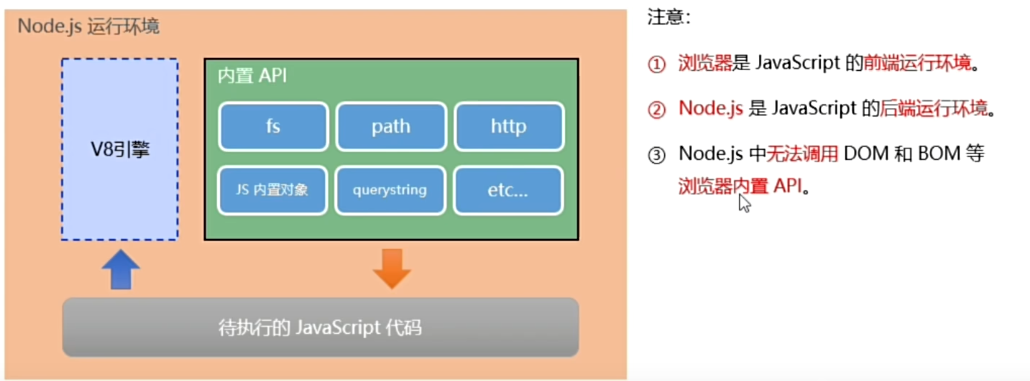 Node.js 运行环境
V8引擎
内置 API
fs
path
http
JS 内置对象
querystring
etc...
待执行的 JavaScript 代码
注意：
① 浏览器是 JavaScript 的前端运行环境。
② Node.js 是 JavaScript 的后端运行环境。
③ Node.js 中无法调用 DOM 和 BOM 等
浏览器内置 API。